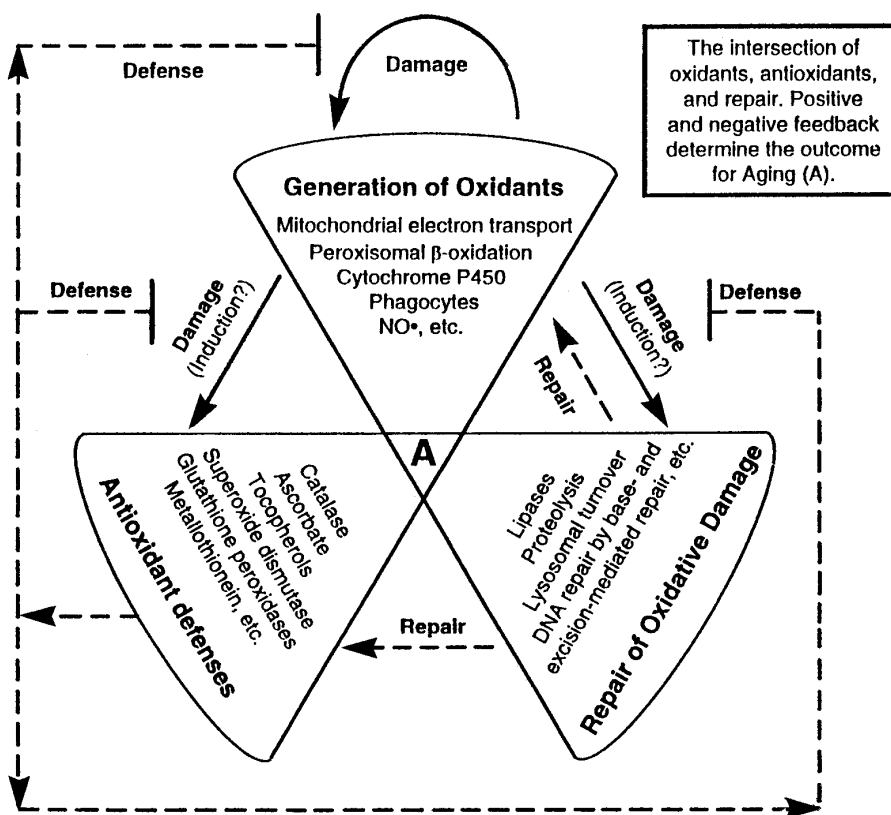 Defense
Damage
The intersection of
oxidants, antioxidants,
and repair. Positive
and negative feedback
determine the outcome
for Aging (A).
Generation of Oxidants
Mitochondrial electron transport
Peroxisomal β-oxidation
Cytochrome P450
Phagocytes
NO•, etc.
Defense
Damage
(Induction?)
Damage
(Induction?)
Defense
Repair
A
Catalase
Ascorbate
Tocopherols
Superoxide dismutase
Glutathione peroxidases
Metallothionein, etc.
Antioxidant defenses
Lipases
Proteolysis
Lysosomal turnover
DNA repair by base- and
excision-mediated repair, etc.
Repair of Oxidative Damage
Repair